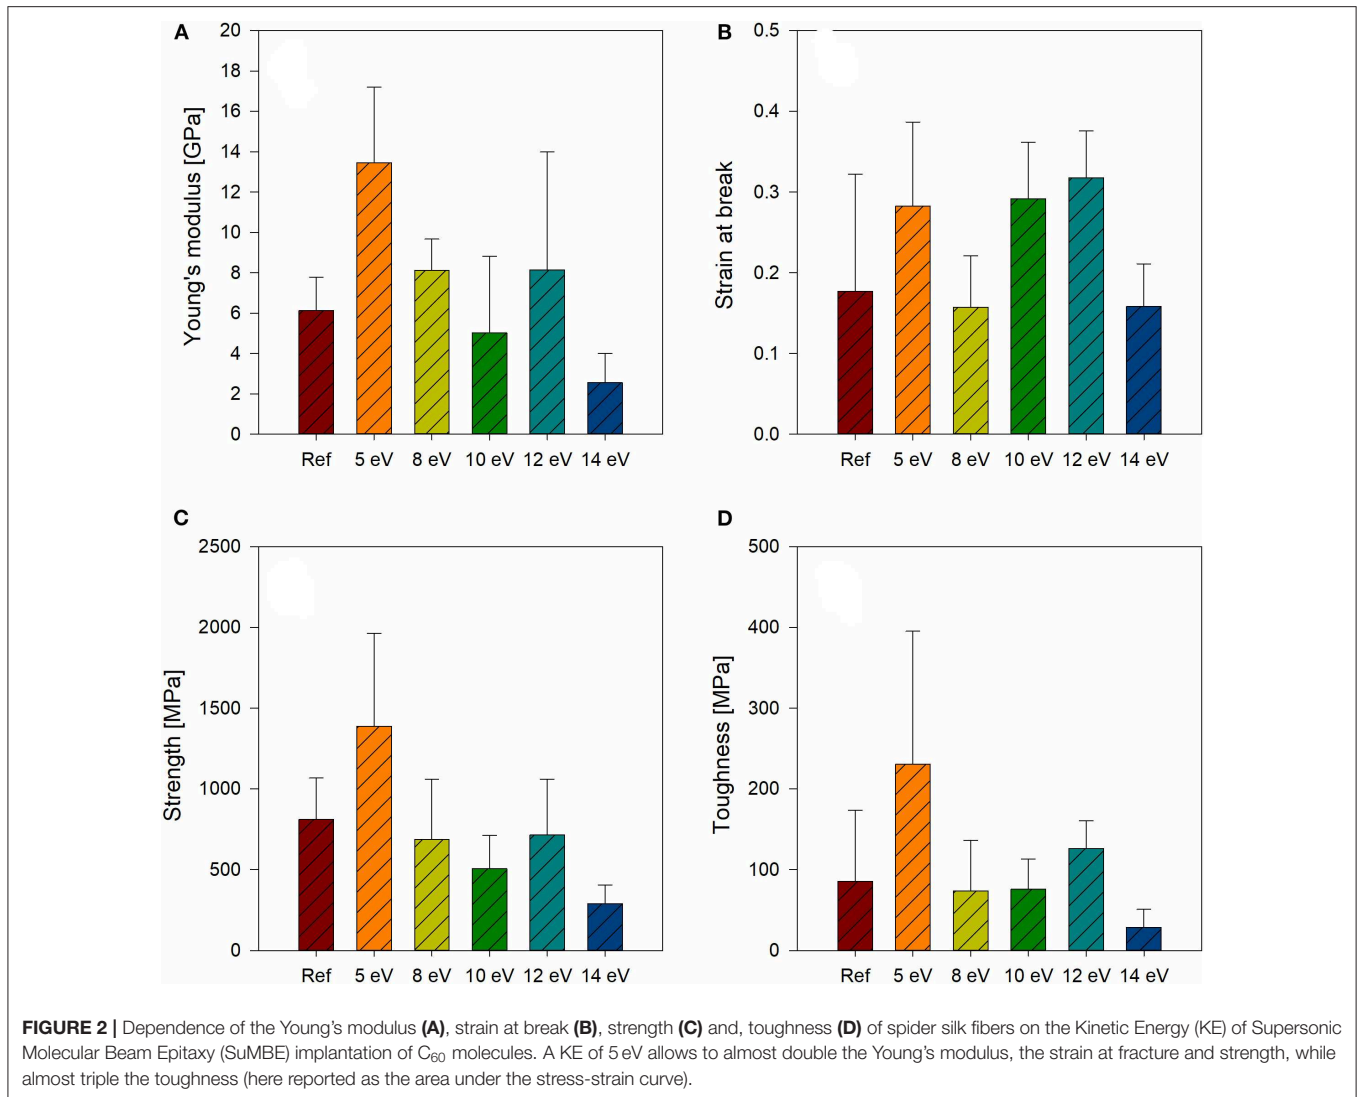 A
20
18
16
14
12
10
8
6
4
2
0
Young's modulus [GPa]
Ref 5 eV 8 eV 10 eV 12 eV 14 eV
B
0.5
0.4
0.3
0.2
0.1
0.0
Strain at break
Ref 5 eV 8 eV 10 eV 12 eV 14 eV
C
2500
2000
1500
1000
500
0
Strength [MPa]
Ref 5 eV 8 eV 10 eV 12 eV 14 eV
D
500
400
300
200
100
0
Toughness [MPa]
Ref 5 eV 8 eV 10 eV 12 eV 14 eV
FIGURE 2 | Dependence of the Young's modulus (A), strain at break (B), strength (C) and, toughness (D) of spider silk fibers on the Kinetic Energy (KE) of Supersonic
Molecular Beam Epitaxy (SuMBE) implantation of C60 molecules. A KE of 5 eV allows to almost double the Young's modulus, the strain at fracture and strength, while
almost triple the toughness (here reported as the area under the stress-strain curve).